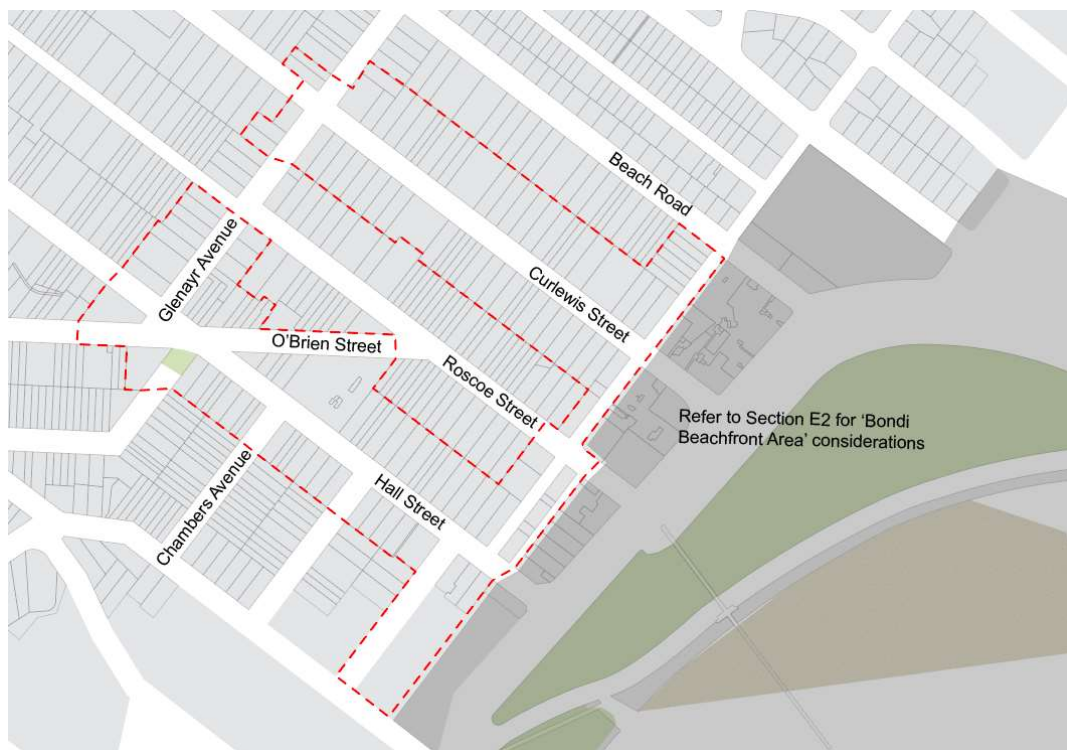 Beach Road
Glenayr Avenue
Curlewis Street
O'Brien Street
Roscoe Street
Refer to Section E2 for 'Bondi
Beachfront Area' considerations
Hall Street
Chambers Avenue